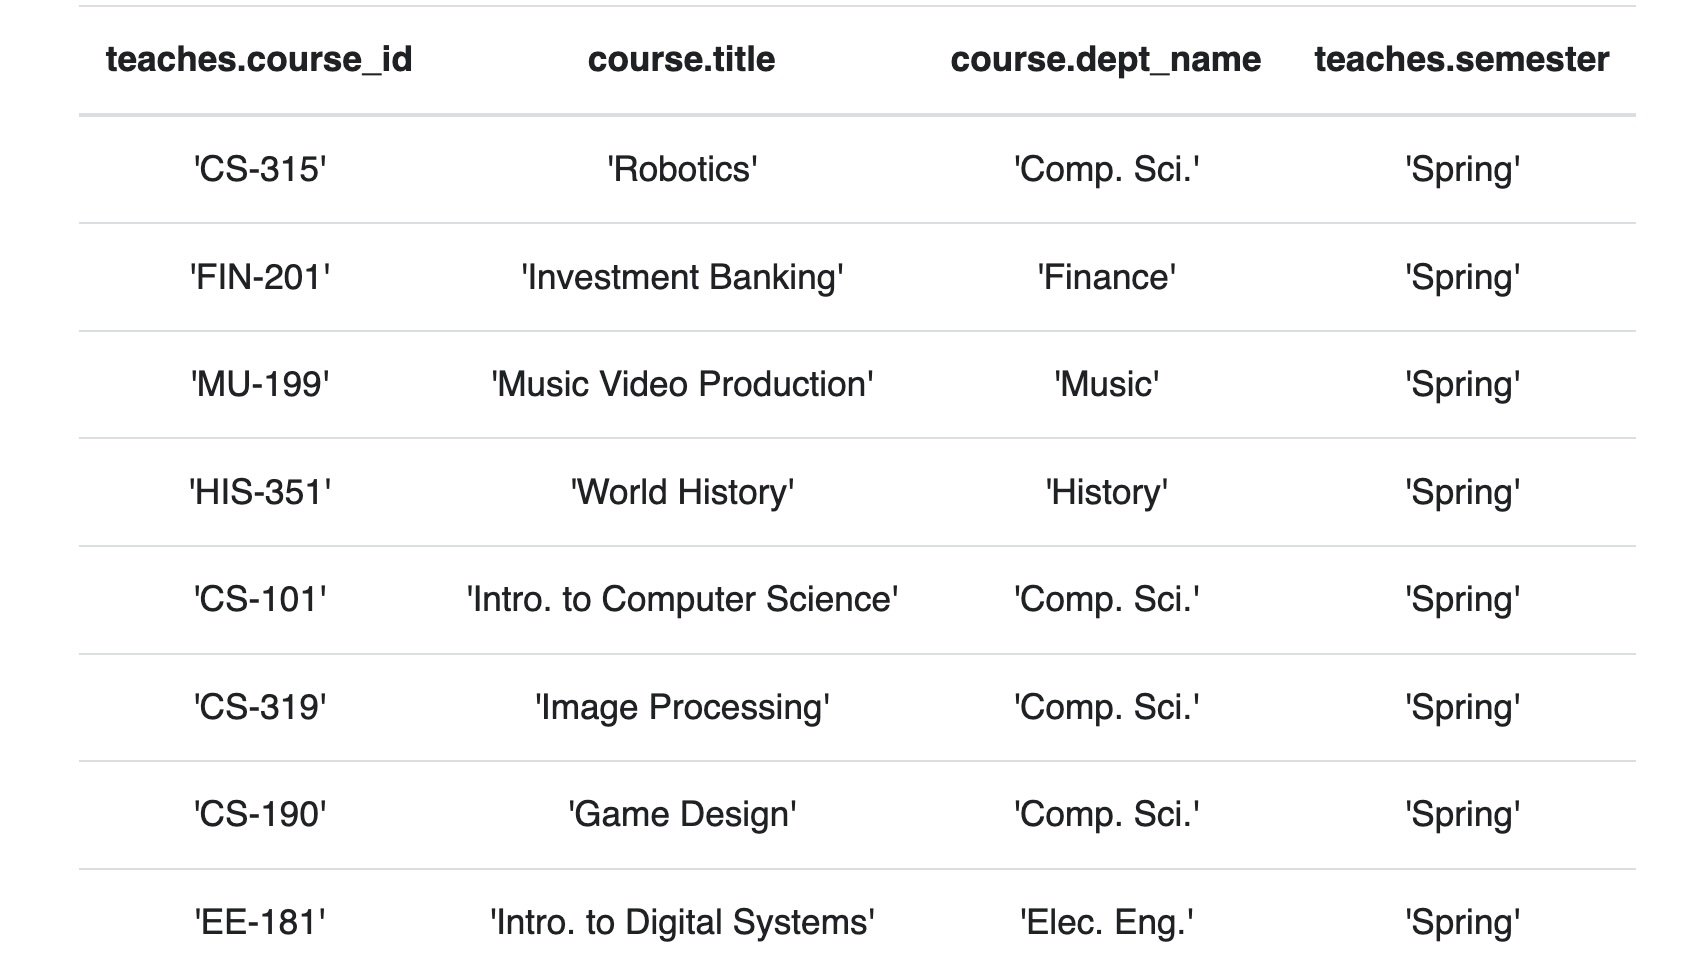 teaches.course_id course.title course.dept_name teaches.semester
'CS-315' 'Robotics' 'Comp. Sci.' 'Spring'
'FIN-201' 'Investment Banking' 'Finance' 'Spring'
'MU-199' 'Music Video Production' 'Music' 'Spring'
'HIS-351' 'World History' 'History' 'Spring'
'CS-101' 'Intro. to Computer Science' 'Comp. Sci.' 'Spring'
'CS-319' 'Image Processing' 'Comp. Sci.' 'Spring'
'CS-190' 'Game Design' 'Comp. Sci.' 'Spring'
'EE-181' 'Intro. to Digital Systems' 'Elec. Eng.' 'Spring'